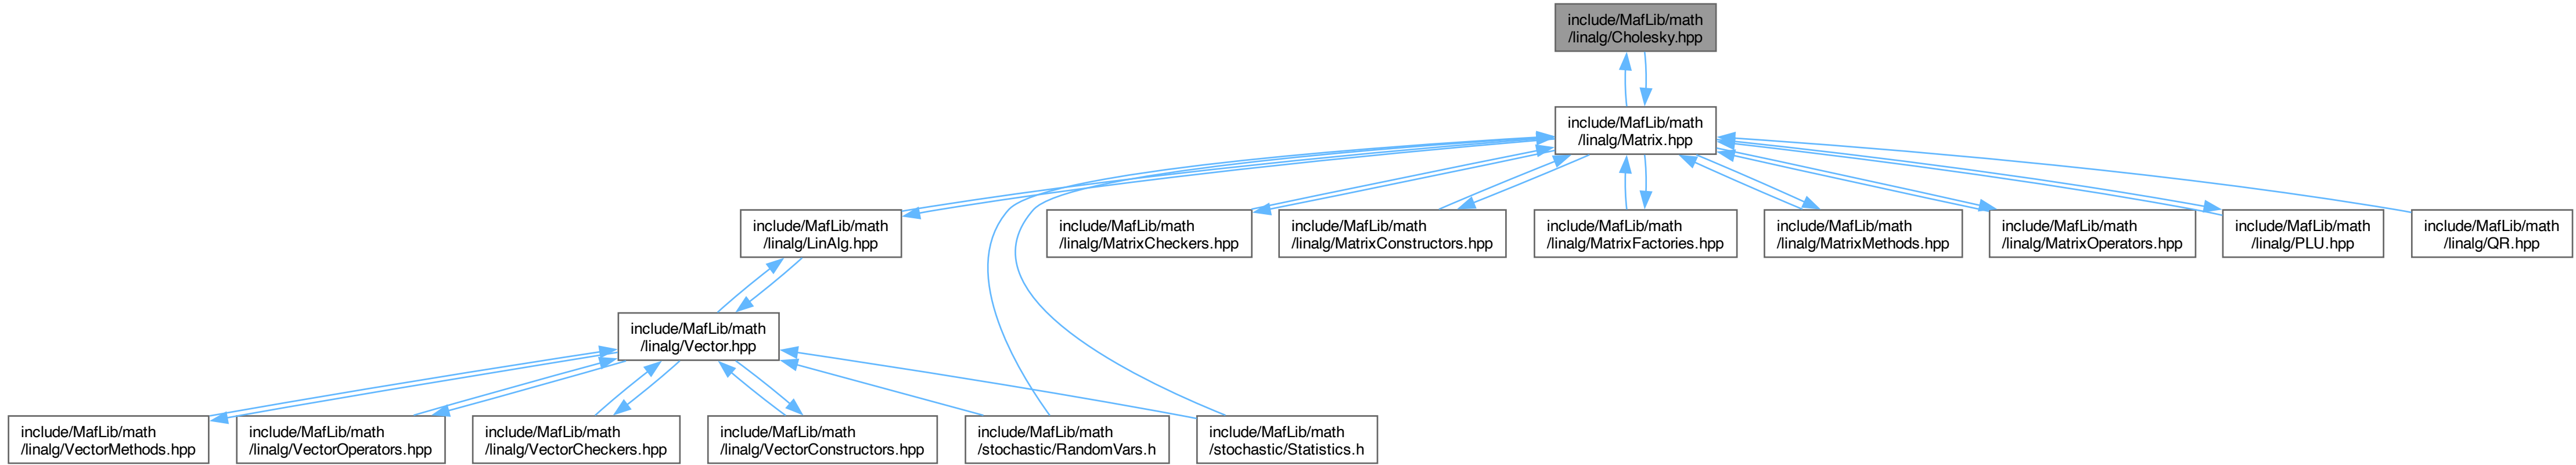 include/MafLib/math
/linalg/Cholesky.hpp
include/MafLib/math
/linalg/Matrix.hpp
include/MafLib/math
/linalg/LinAlg.hpp
include/MafLib/math
/linalg/MatrixCheckers.hpp
include/MafLib/math
/linalg/MatrixConstructors.hpp
include/MafLib/math
/linalg/MatrixFactories.hpp
include/MafLib/math
/linalg/MatrixMethods.hpp
include/MafLib/math
/linalg/MatrixOperators.hpp
include/MafLib/math
/linalg/PLU.hpp
include/MafLib/math
/linalg/QR.hpp
include/MafLib/math
/linalg/Vector.hpp
include/MafLib/math
/linalg/VectorMethods.hpp
include/MafLib/math
/linalg/VectorOperators.hpp
include/MafLib/math
/linalg/VectorCheckers.hpp
include/MafLib/math
/linalg/VectorConstructors.hpp
include/MafLib/math
/stochastic/RandomVars.h
include/MafLib/math
/stochastic/Statistics.h